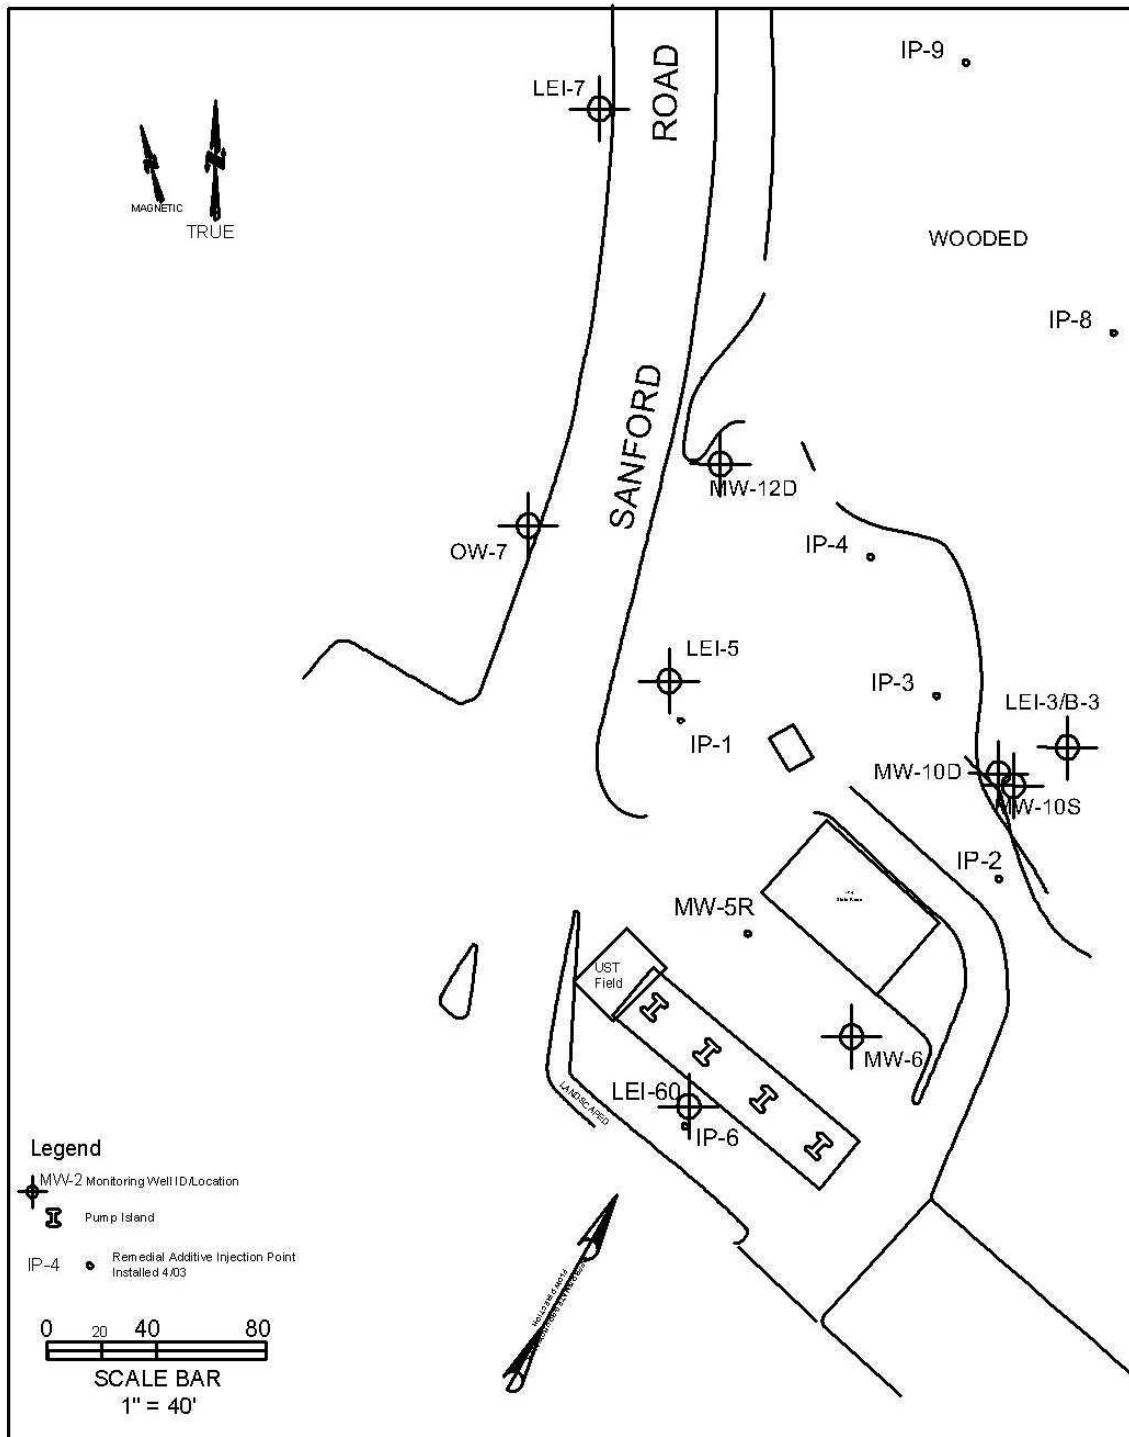 IP-9
LEI-7
ROAD
MAGNETIC
TRUE
WOODED
IP-8
SANFORD
MW-12D
OW-7
IP-4
LEI-5
IP-3
LEI-3/B-3
IP-1
MW-10D
MW-10S
IP-2
MW-5R
UST
Field
MW-6
LEI-60
LANDSCAPED
IP-6
Legend
MW-2 Monitoring Well ID/Location
Pump Island
IP-4 Remedial Additive Injection Point
Installed 4/03
FLOW DIRECTION
0 20 40 80
SCALE BAR
1" = 40'